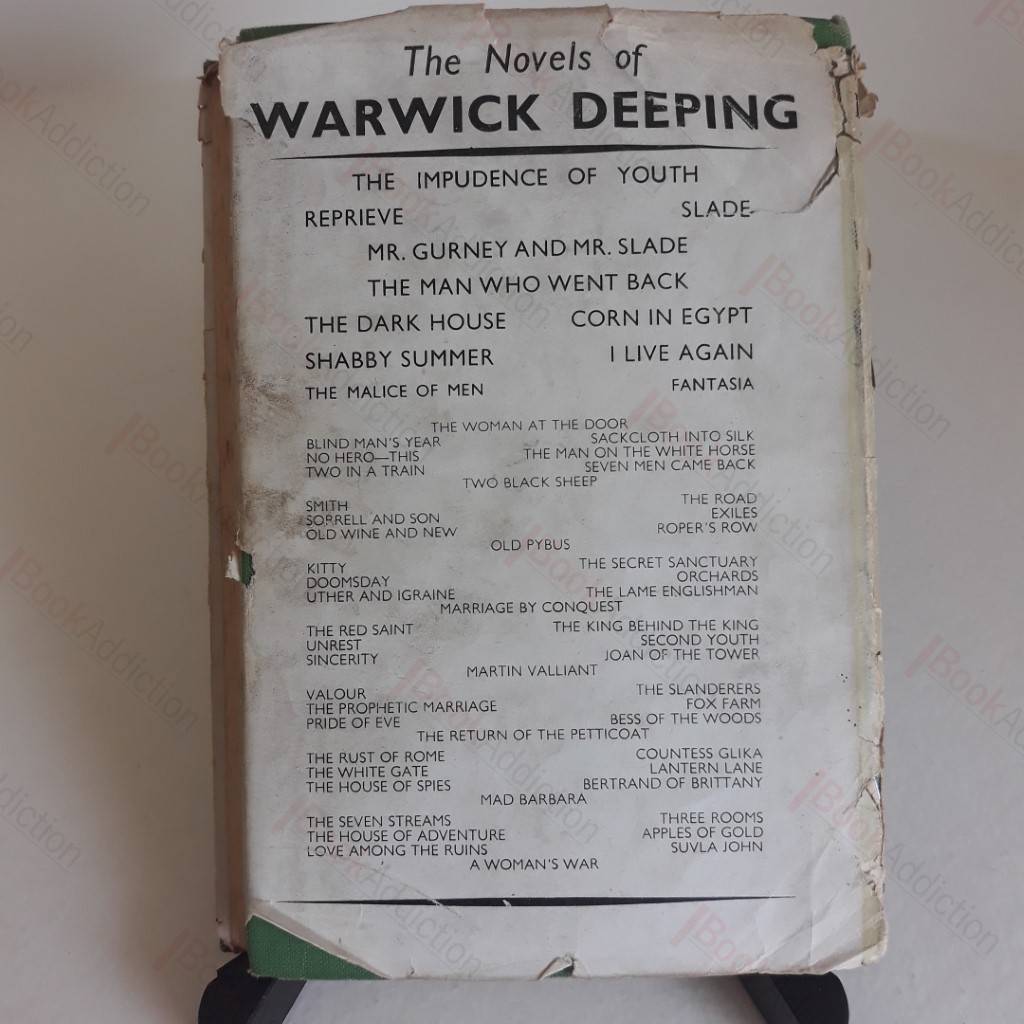 The Novels of
WARWICK DEEPING
THE IMPUDENCE OF YOUTH
REPRIEVE SLADE
MR. GURNEY AND MR. SLADE
THE MAN WHO WENT BACK
THE DARK HOUSE CORN IN EGYPT
SHABBY SUMMER I LIVE AGAIN
THE MALICE OF MEN FANTASIA
THE WOMAN AT THE DOOR
BLIND MAN'S YEAR SACKCLOTH INTO SILK
NO HERO—THIS THE MAN ON THE WHITE HORSE
TWO IN A TRAIN SEVEN MEN CAME BACK
TWO BLACK SHEEP
SMITH THE ROAD
SORRELL AND SON EXILES
OLD WINE AND NEW ROPER'S ROW
OLD PYBUS
KITTY THE SECRET SANCTUARY
DOOMSDAY ORCHARDS
UTHER AND IGRAINE THE LAME ENGLISHMAN
MARRIAGE BY CONQUEST
THE RED SAINT THE KING BEHIND THE KING
UNREST SECOND YOUTH
SINCERITY JOAN OF THE TOWER
MARTIN VALLIANT
VALOUR THE SLANDERERS
THE PROPHETIC MARRIAGE FOX FARM
PRIDE OF EVE BESS OF THE WOODS
THE RETURN OF THE PETTICOAT
THE RUST OF ROME COUNTESS GLIKA
THE WHITE GATE LANTERN LANE
THE HOUSE OF SPIES BERTRAND OF BRITTANY
MAD BARBARA
THE SEVEN STREAMS THREE ROOMS
THE HOUSE OF ADVENTURE APPLES OF GOLD
LOVE AMONG THE RUINS SUVLA JOHN
A WOMAN'S WAR
BookAddiction